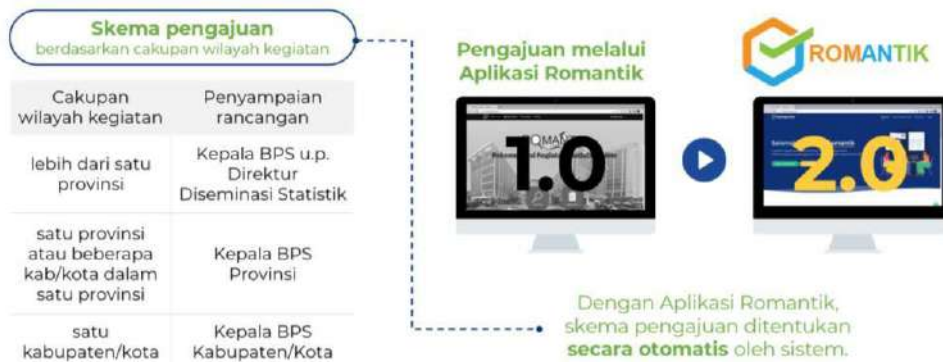 Skema pengajuan
berdasarkan cakupan wilayah kegiatan
Cakupan
wilayah kegiatan
Penyampaian
rancangan
lebih dari satu
provinsi
Kepala BPS u.p.
Direktur
Diseminasi Statistik
satu provinsi
atau beberapa
kab/kota dalam
satu provinsi
Kepala BPS
Provinsi
satu
kabupaten/kota
Kepala BPS
Kabupaten/Kota
Pengajuan melalui
Aplikasi Romantik
1.0
ROMANTIK
2.0
Dengan Aplikasi Romantik,
skema pengajuan ditentukan
secara otomatis oleh sistem.